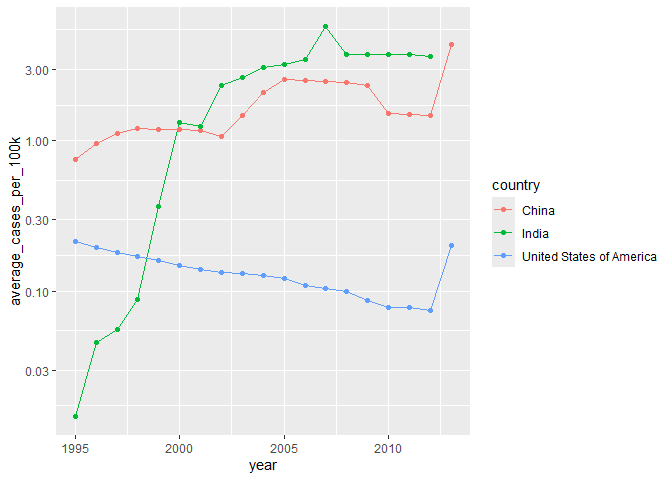 average_cases_per_100k
3.00
1.00
0.30
0.10
0.03
1995
2000
2005
2010
year
country
China
India
United States of America